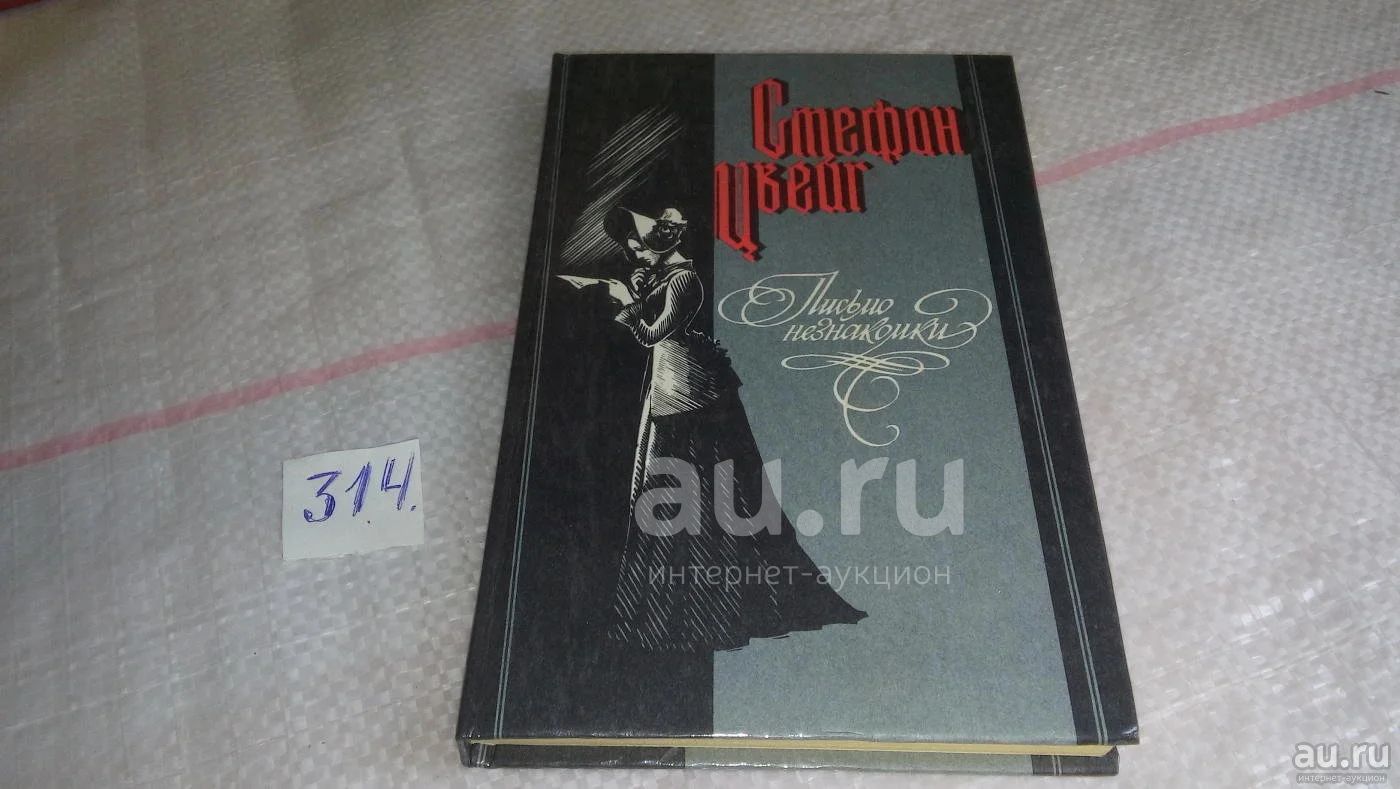 Стефан
Цвейг
Письмо
незнакомки
314.
au.ru
интернет-аукцион
au.ru
интернет-аукцион